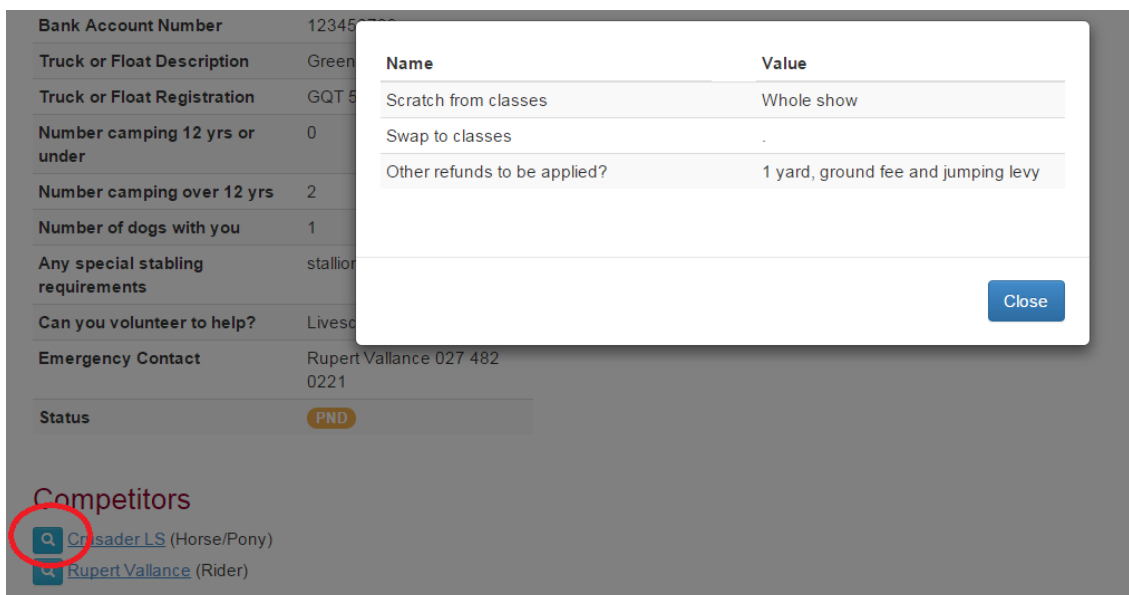 Bank Account Number
Truck or Float Description Green
Truck or Float Registration GQT 5
Number camping 12 yrs or 0
under
Number camping over 12 yrs 2
Number of dogs with you 1
Any special stabling
requirements
Can you volunteer to help?
Emergency Contact Rupert Vallance 027 482
0221
Status PND
Name Value
Scratch from classes Whole show
Swap to classes .
Other refunds to be applied? 1 yard, ground fee and jumping levy
Close
Competitors
Crusader LS (Horse/Pony)
Rupert Vallance (Rider)